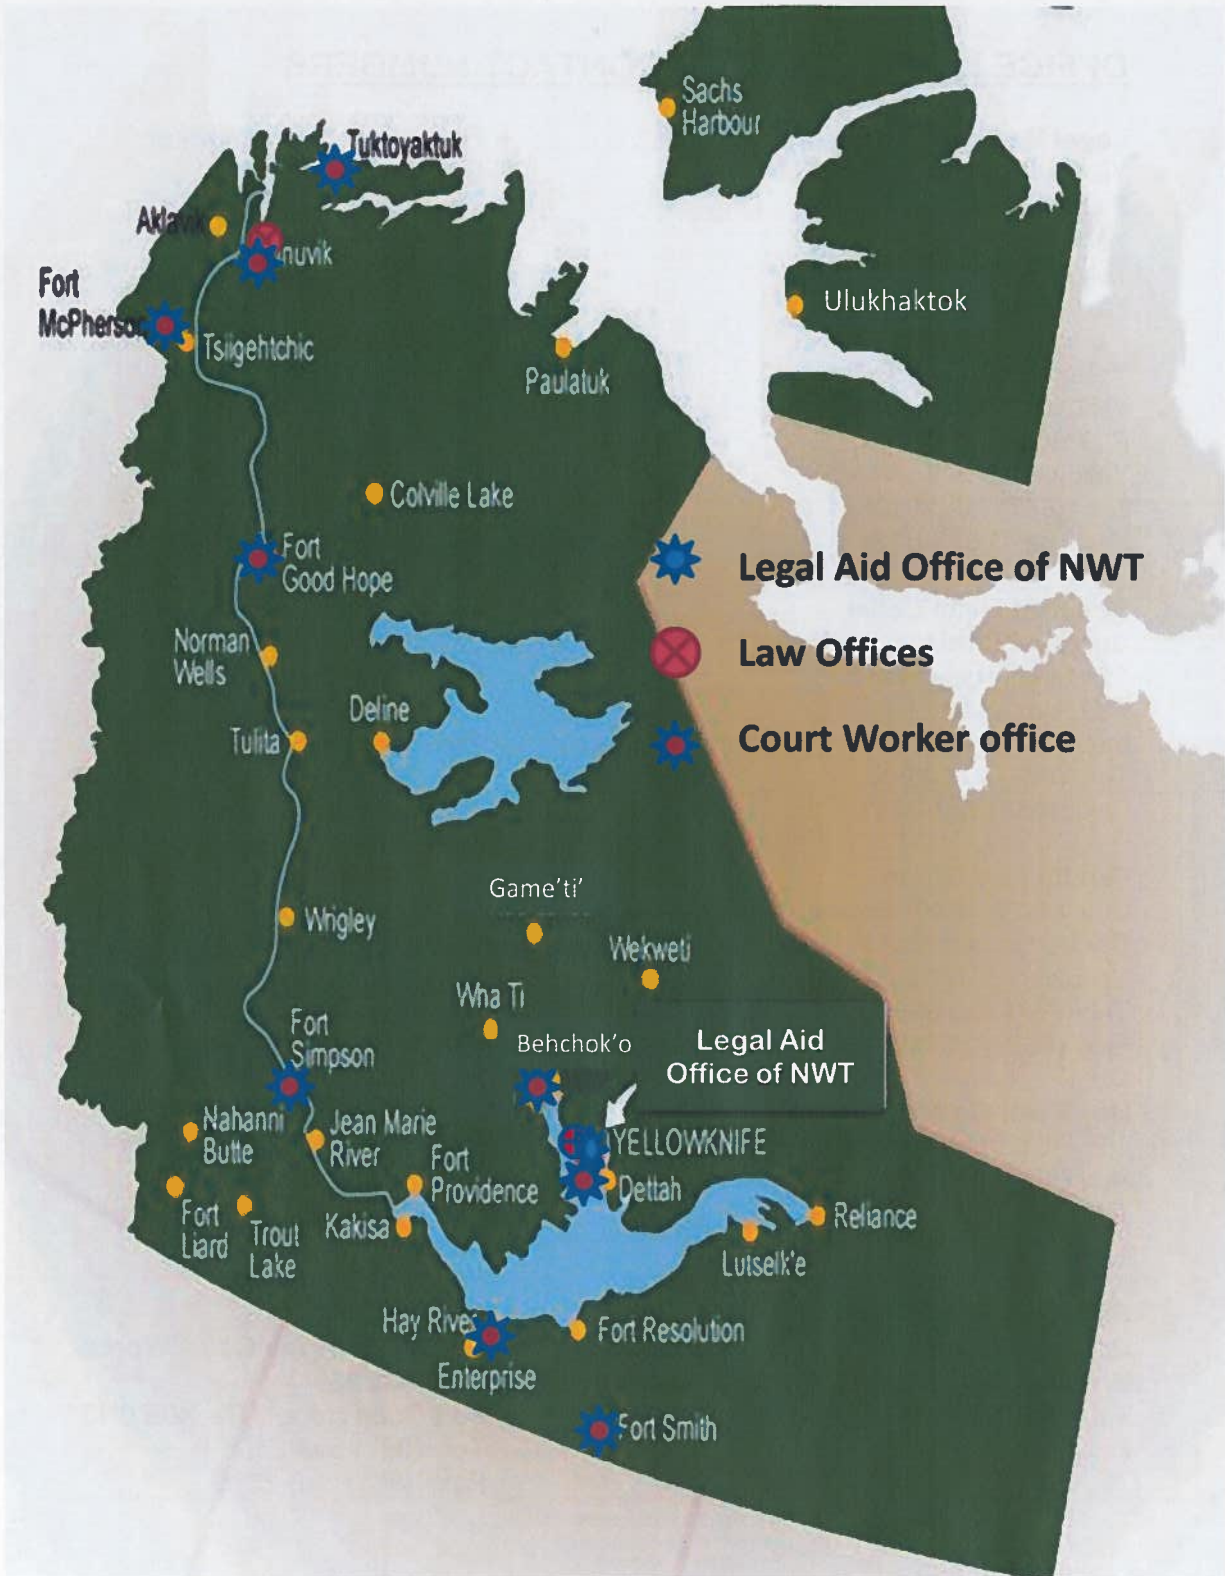 Sachs
Harbour
Tuktoyaktuk
Aklavik
nuvik
Fort
McPherson
Tsiigehtchic
Ulukhaktok
Paulatuk
Colville Lake
Fort
Good Hope
Legal Aid Office of NWT
Norman
Wells
Law Offices
Deline
Tulita
Court Worker office
Game'ti'
Wrigley
Wekweti
Wha Ti
Fort
Simpson
Behchok'o
Legal Aid
Office of NWT
Nahanni
Butte
Jean Marie
River
YELLOWKNIFE
Fort
Providence
Dettah
Fort
Liard
Trout
Lake
Kakisa
Reliance
Lutselk'e
Hay River
Fort Resolution
Enterprise
Fort Smith